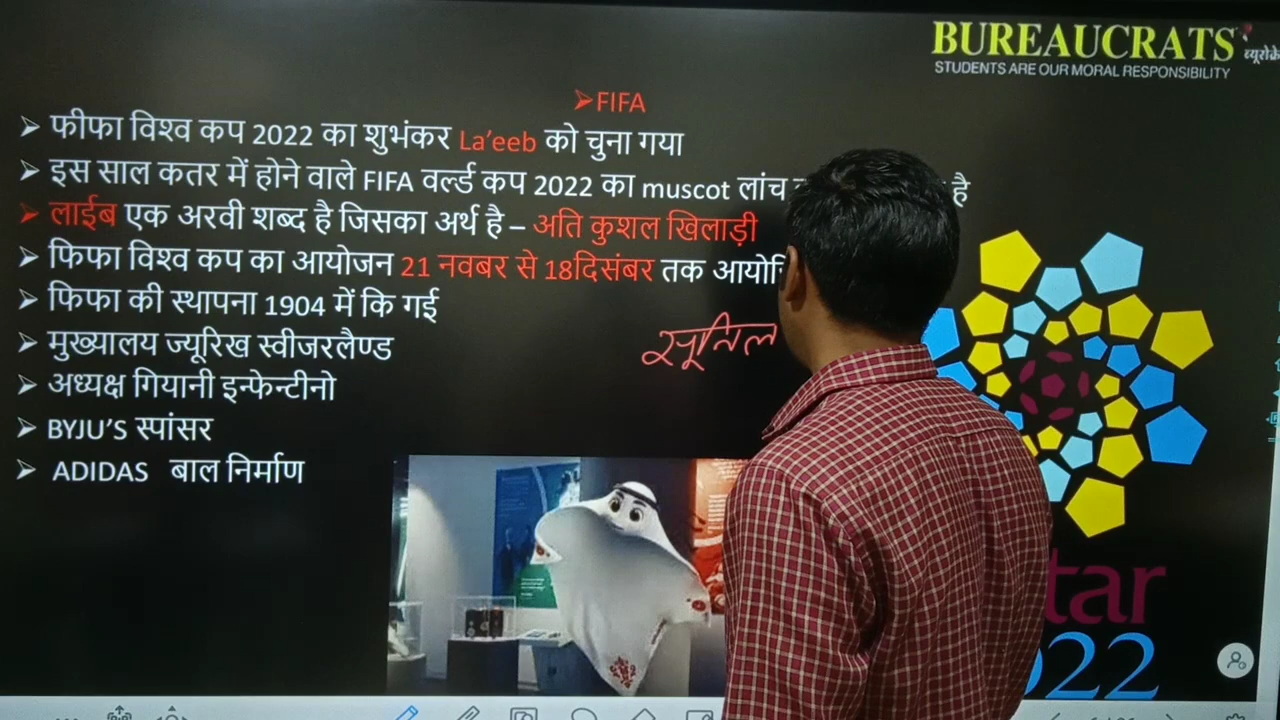 BUREAUCRATS
STUDENTS ARE OUR MORAL RESPONSIBILITY
➢FIFA
➢ फीफा विश्व कप 2022 का शुभंकर La'eeb को चुना गया
➢ इस साल कतर में होने वाले FIFA वर्ल्ड कप 2022 का muscot लांच है
➢ लाईब एक अरवी शब्द है जिसका अर्थ है – अति कुशल खिलाड़ी
➢ फिफा विश्व कप का आयोजन 21 नवबर से 18दिसंबर तक
➢ फिफा की स्थापना 1904 में कि गई
सूनिल
➢ मुख्यालय ज्यूरिख स्वीजरलैण्ड
➢ अध्यक्ष गियानी इन्फेन्टीनो
➢ BYJU'S स्पांसर
➢ ADIDAS बाल निर्माण
tar
022